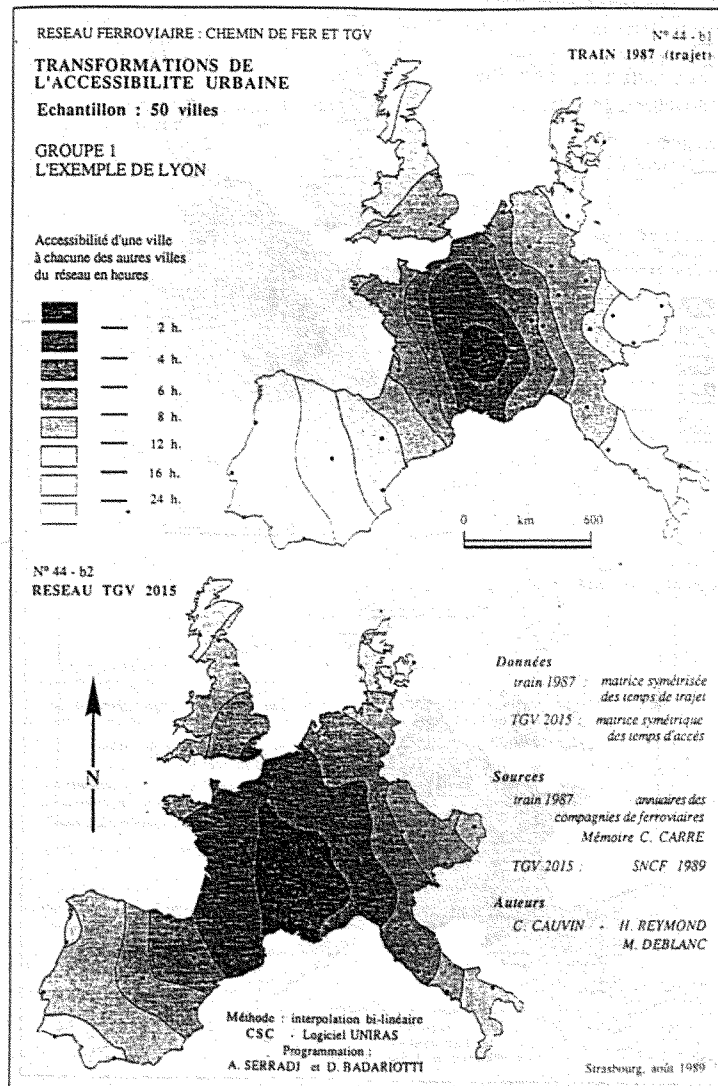 RESEAU FERROVIAIRE : CHEMIN DE FER ET TGV
N° 44 - b1
TRAIN 1987 (trajet)
TRANSFORMATIONS DE
L'ACCESSIBILITE URBAINE
Echantillon : 50 villes
GROUPE 1
L'EXEMPLE DE LYON
Accessibilité d'une ville
à chacune des autres villes
du réseau en heures
2 h.
4 h.
6 h.
8 h.
12 h.
16 h.
24 h.
0 km 600
N° 44 - b2
RESEAU TGV 2015
N
Données
train 1987 : matrice symétrisée
des temps de trajet
TGV 2015 : matrice symétrique
des temps d'accès
Sources
train 1987 annuaires des
compagnies de ferroviaires
Mémoire C. CARRE
TGV 2015 : SNCF 1989
Auteurs
C. CAUVIN - H. REYMOND
M. DEBLANC
Méthode : interpolation bi-linéaire
CSC - Logiciel UNIRAS
Programmation :
A. SERRADJ et D. BADARIOTTI
Strasbourg, août 1989